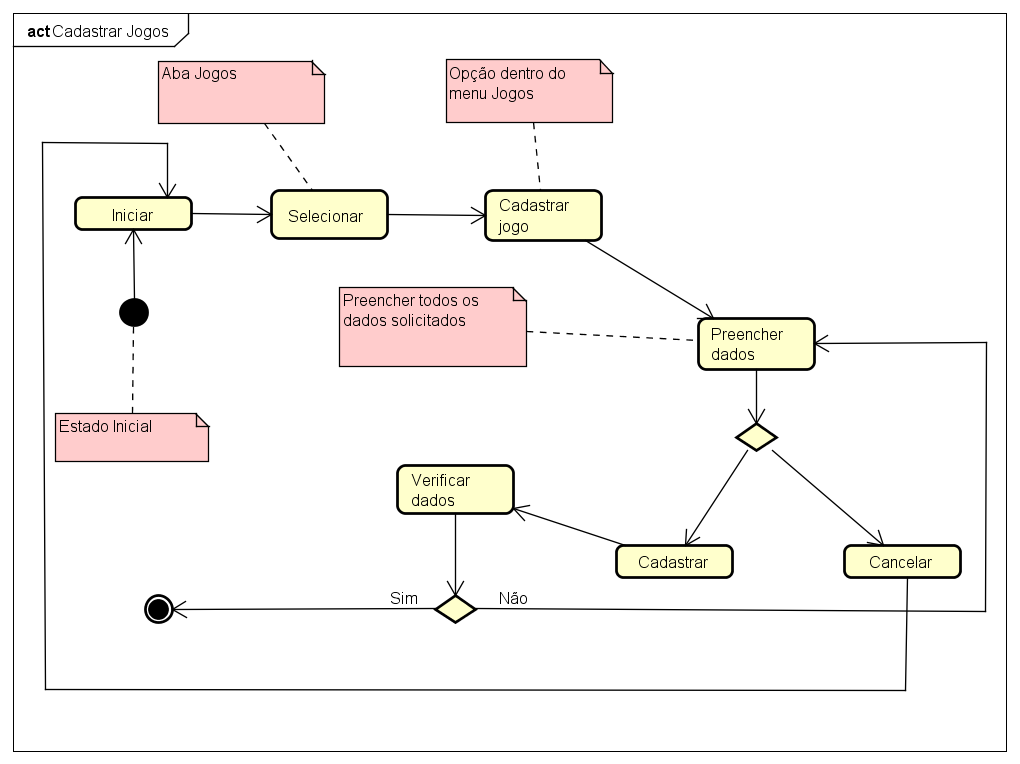 act Cadastrar Jogos
Aba Jogos
Opção dentro do
menu Jogos
Iniciar
Selecionar
Cadastrar
jogo
Preencher todos os
dados solicitados
Preencher
dados
Estado Inicial
Verificar
dados
Cadastrar
Cancelar
Sim
Não